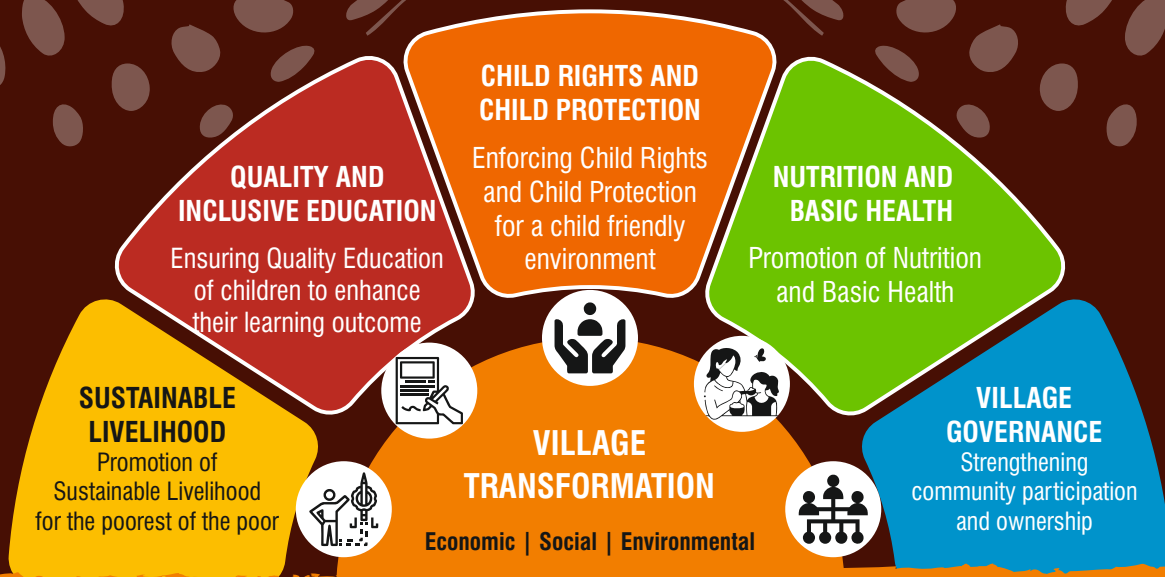 SUSTAINABLE
LIVELIHOOD
Promotion of
Sustainable Livelihood
for the poorest of the poor
QUALITY AND
INCLUSIVE EDUCATION
Ensuring Quality Education
of children to enhance
their learning outcome
CHILD RIGHTS AND
CHILD PROTECTION
Enforcing Child Rights
and Child Protection
for a child friendly
environment
NUTRITION AND
BASIC HEALTH
Promotion of Nutrition
and Basic Health
VILLAGE
GOVERNANCE
Strengthening
community participation
and ownership
VILLAGE
TRANSFORMATION
Economic | Social | Environmental